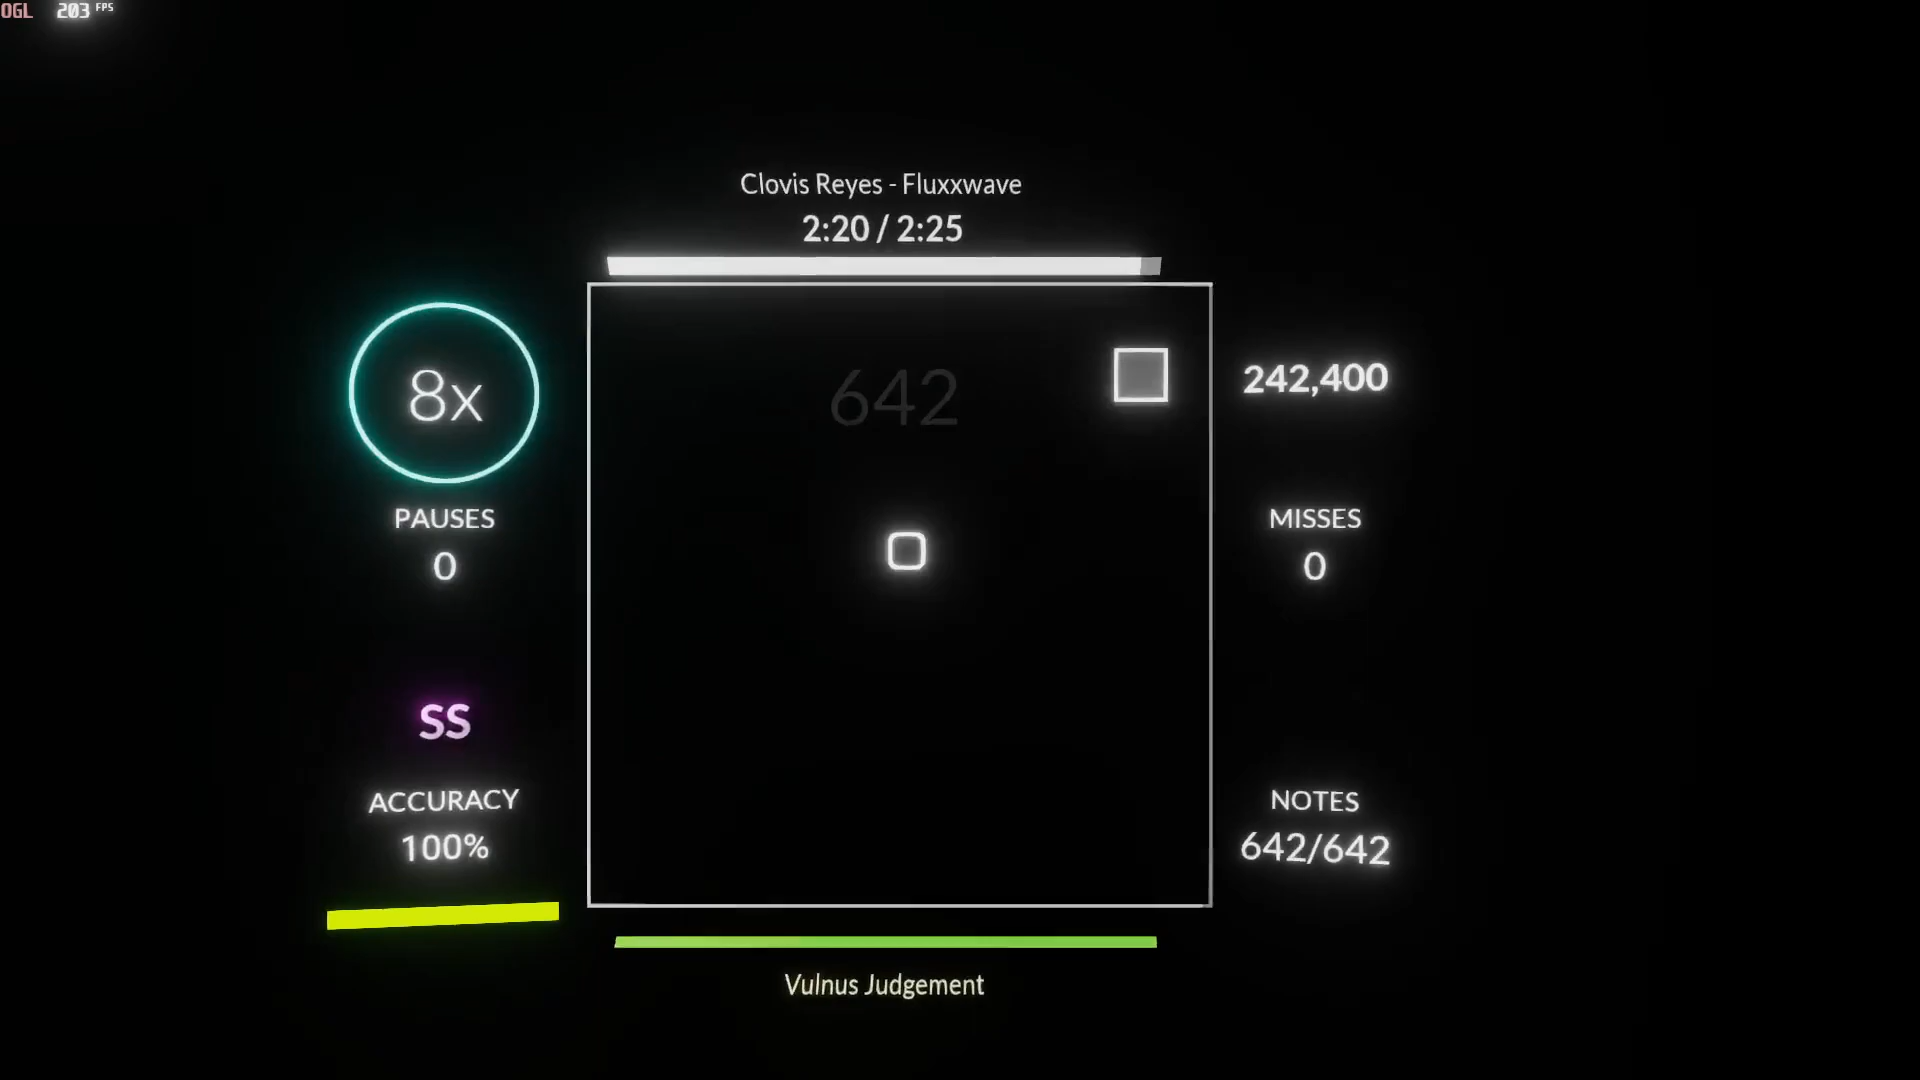 OGL 203 FPS
Clovis Reyes - Fluxxwave
2:20 / 2:25
8x
642
242,400
PAUSES
0
MISSES
0
SS
ACCURACY
100%
NOTES
642/642
Vulnus Judgement